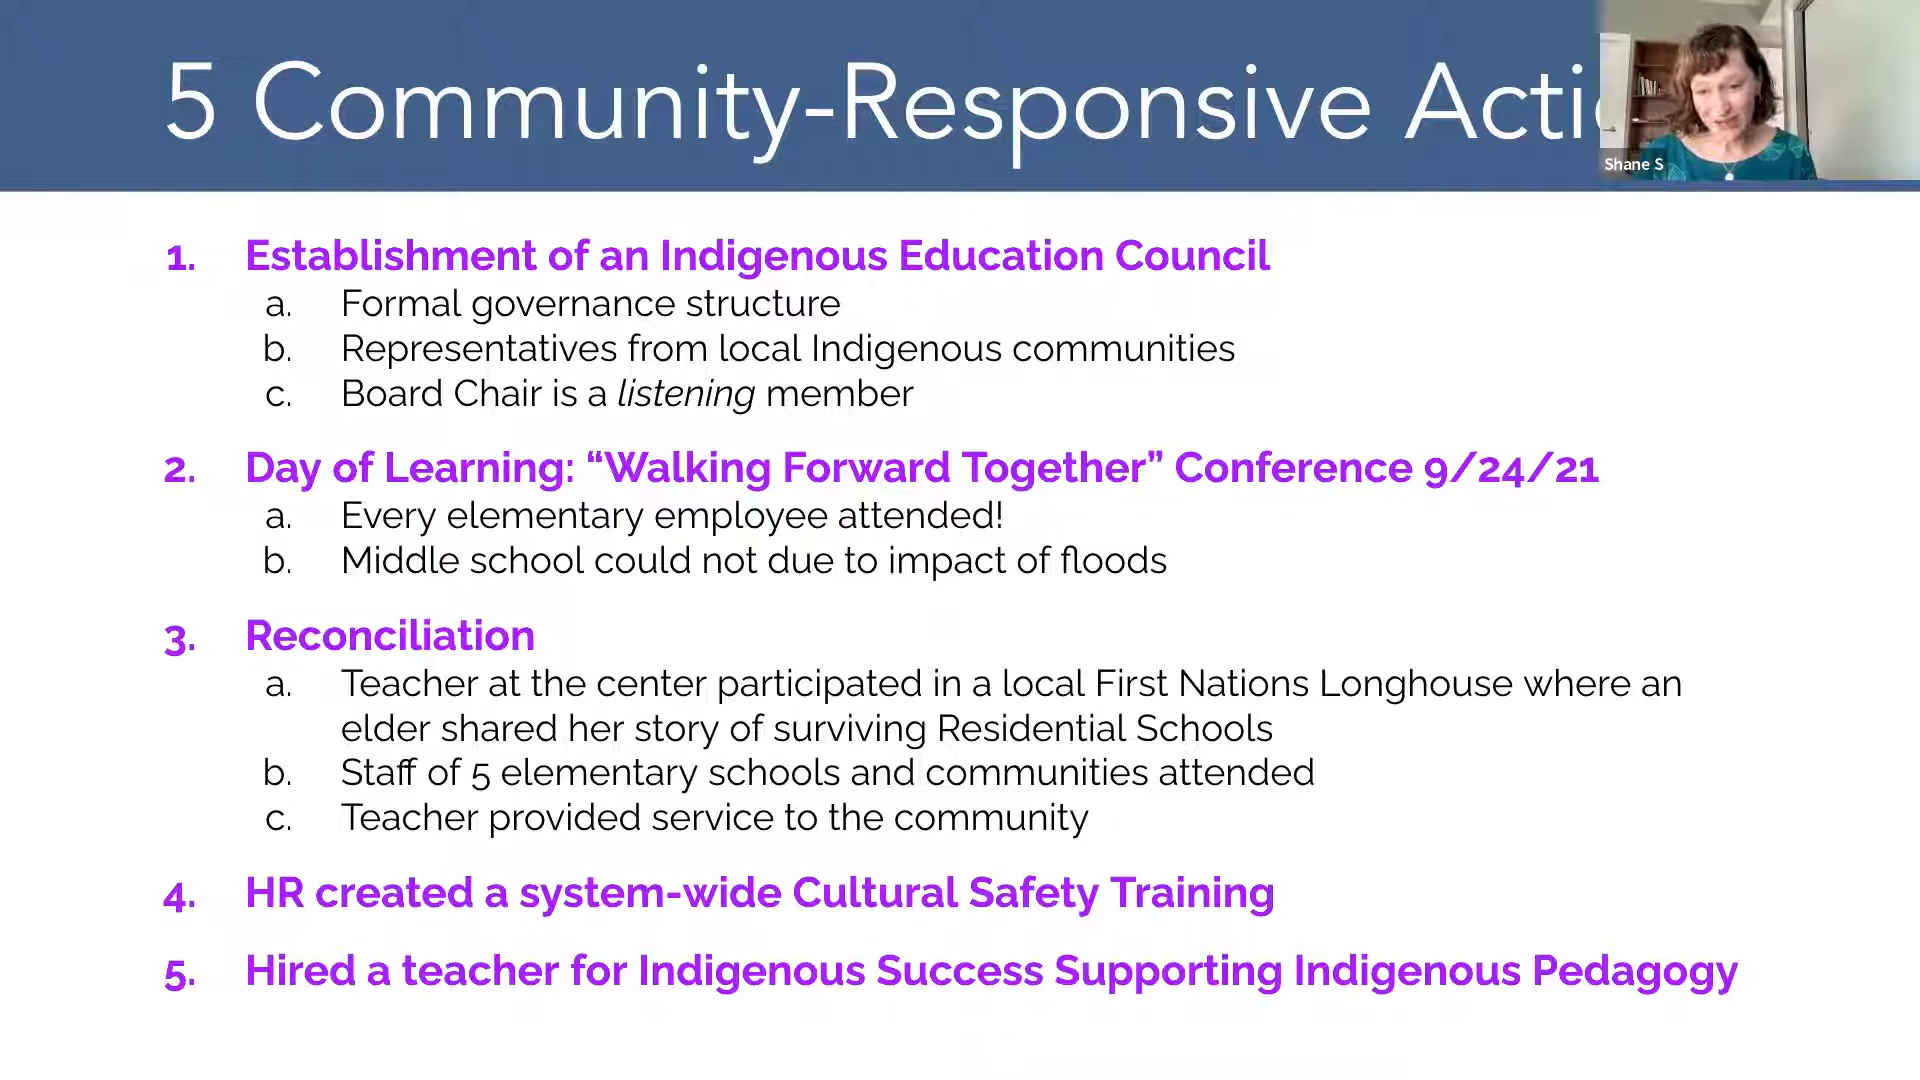 5 Community-Responsive Acti
Shane S
1. Establishment of an Indigenous Education Council
a. Formal governance structure
b. Representatives from local Indigenous communities
c. Board Chair is a listening member
2. Day of Learning: “Walking Forward Together” Conference 9/24/21
a. Every elementary employee attended!
b. Middle school could not due to impact of floods
3. Reconciliation
a. Teacher at the center participated in a local First Nations Longhouse where an
elder shared her story of surviving Residential Schools
b. Staff of 5 elementary schools and communities attended
c. Teacher provided service to the community
4. HR created a system-wide Cultural Safety Training
5. Hired a teacher for Indigenous Success Supporting Indigenous Pedagogy